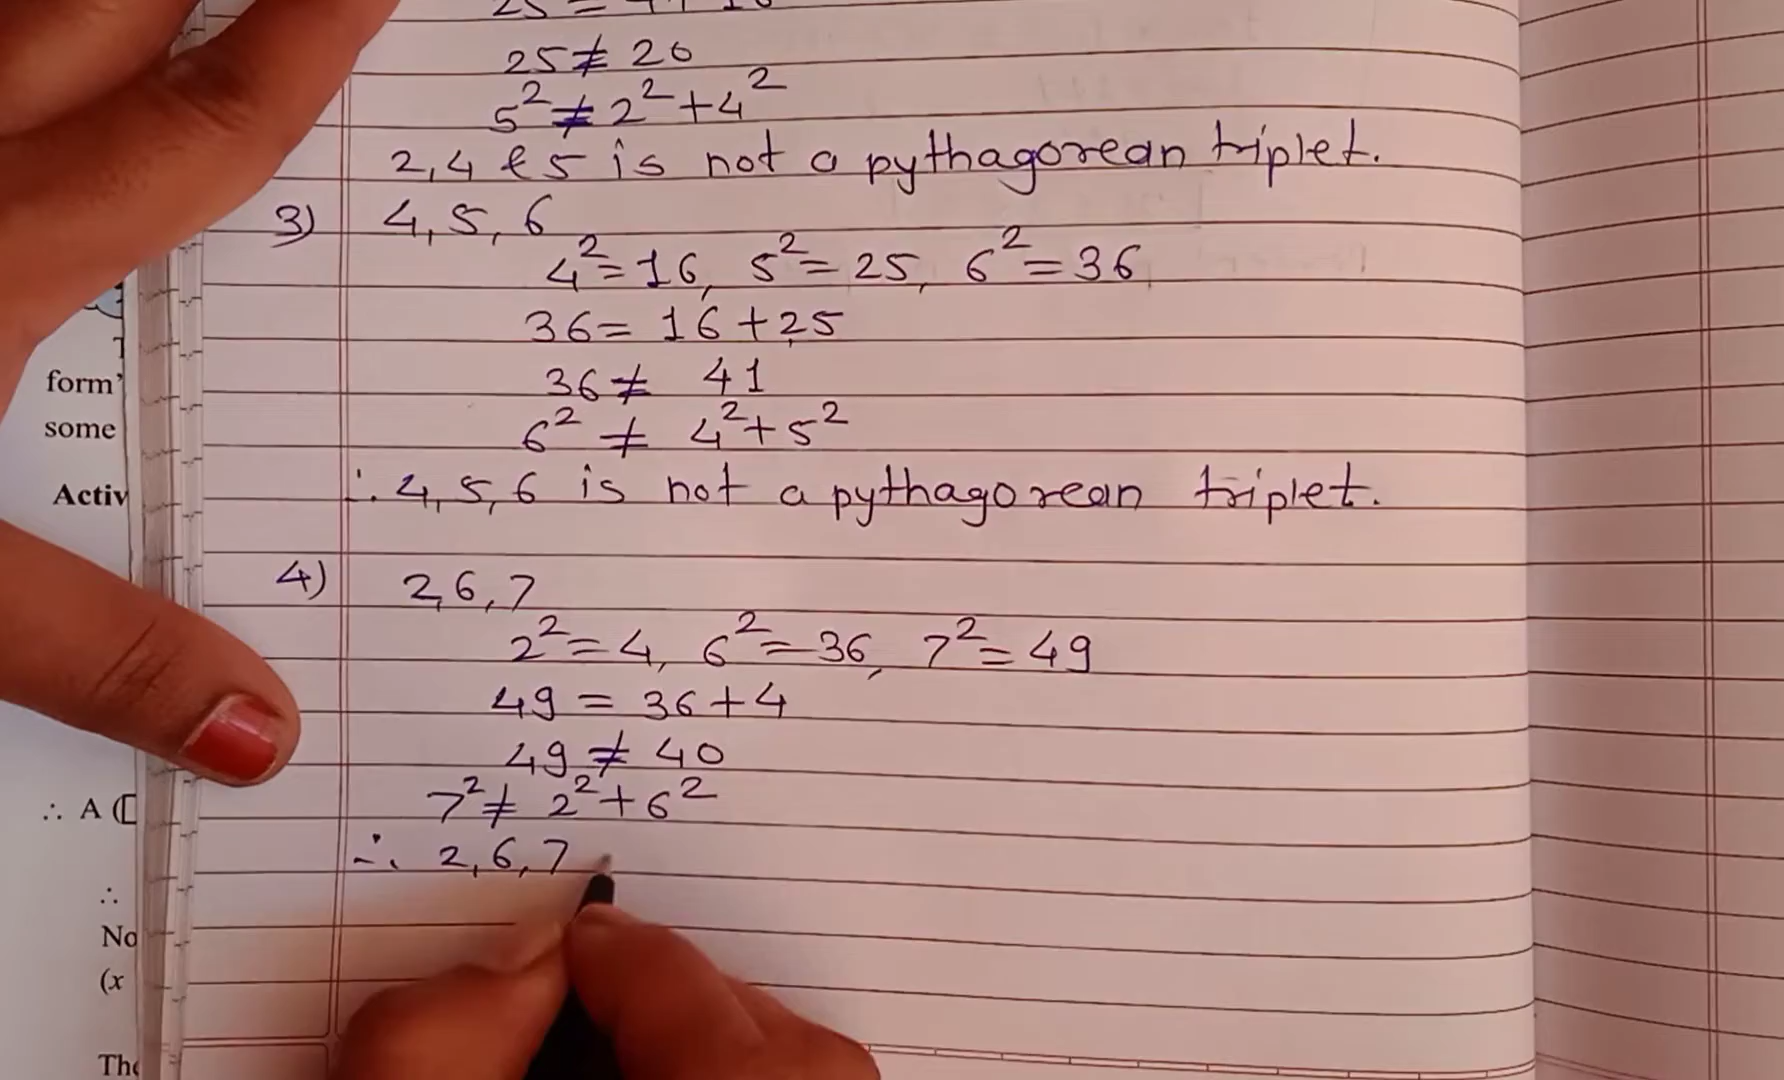 25 ≠ 20
5² ≠ 2² + 4²
2, 4 & 5 is not a pythagorean triplet.
3) 4, 5, 6
4² = 16, 5² = 25, 6² = 36
36 = 16 + 25
36 ≠ 41
6² ≠ 4² + 5²
∴ 4, 5, 6 is not a pythagorean triplet.
4) 2, 6, 7
2² = 4, 6² = 36, 7² = 49
49 = 36 + 4
49 ≠ 40
7² ≠ 2² + 6²
∴ 2, 6, 7
form'
some
Activ
∴ A (
∴
No
(x
The